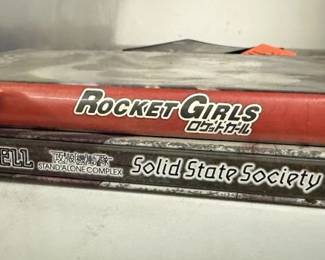 ROCKET GIRLS
ロケットガール
ELL
攻殻機動隊
STAND ALONE COMPLEX
Solid State Society